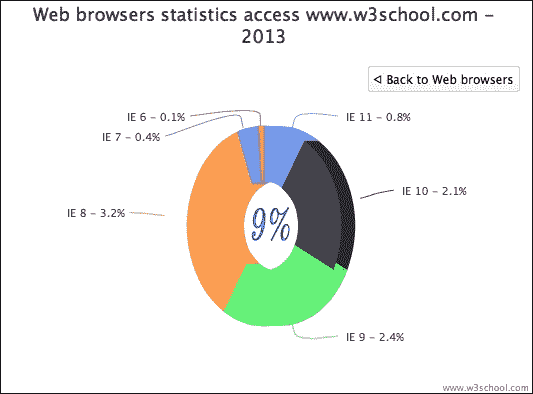 Web browsers statistics access www.w3school.com -
2013
ᐊ Back to Web browsers
IE 6 - 0.1%
IE 11 - 0.8%
IE 7 - 0.4%
IE 10 - 2.1%
IE 8 - 3.2%
9%
IE 9 - 2.4%
www.w3school.com